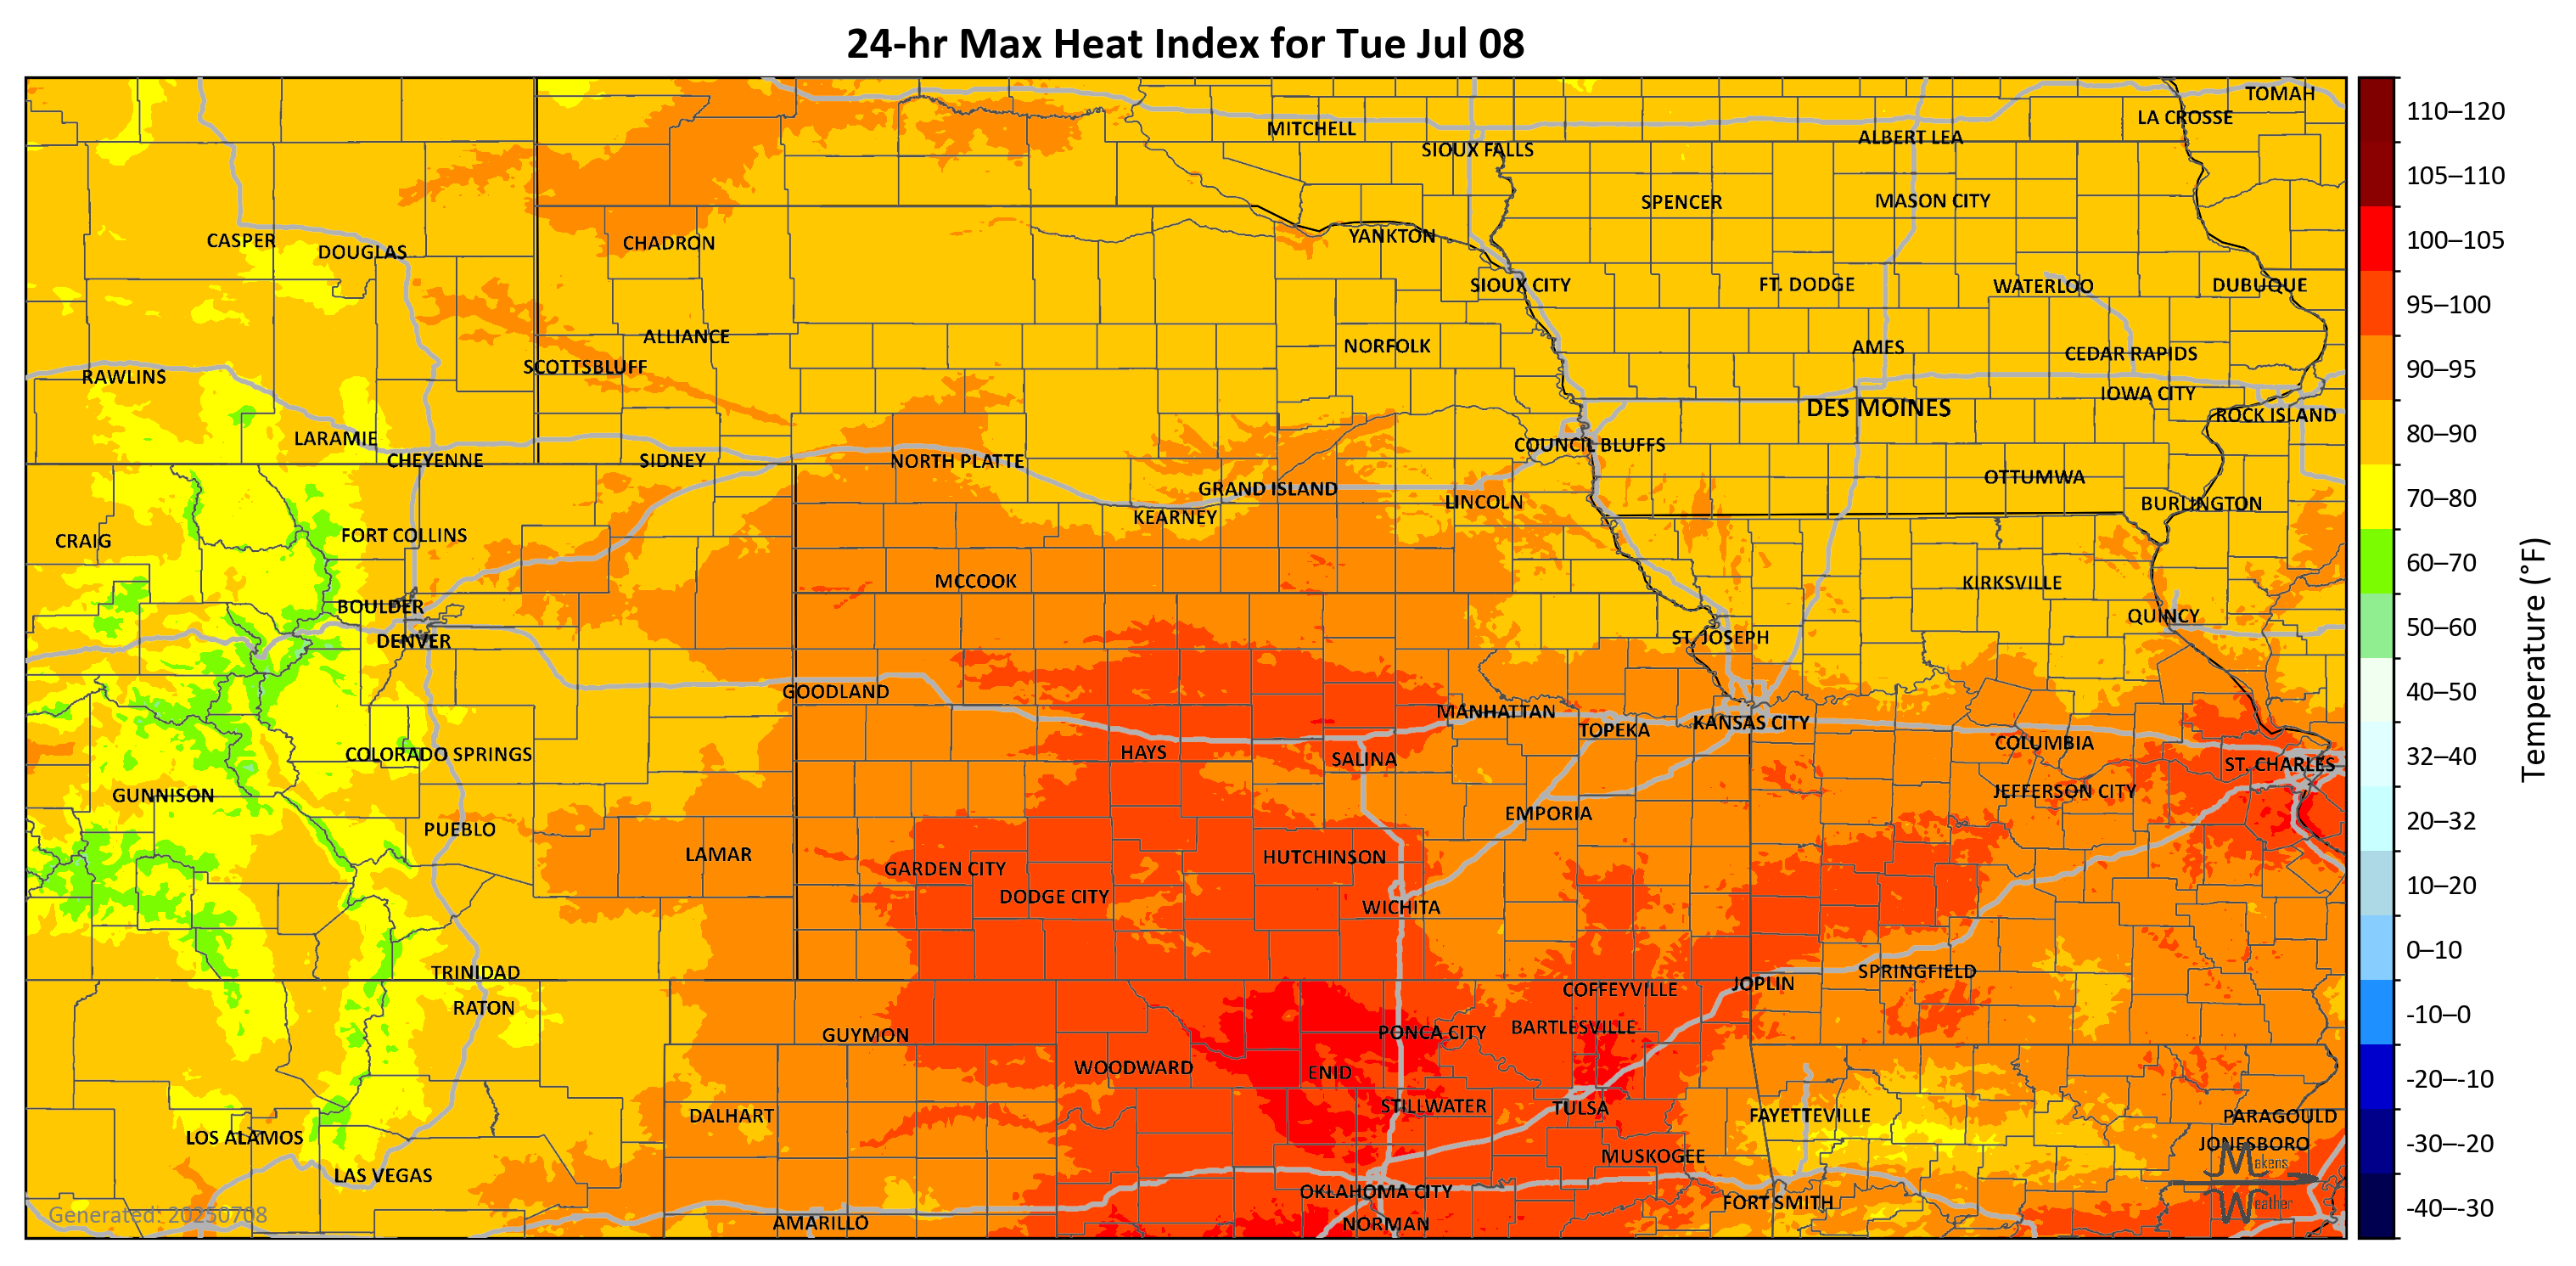 24-hr Max Heat Index for Tue Jul 08
TOMAH
LA CROSSE
MITCHELL
ALBERT LEA
SIOUX FALLS
SPENCER
MASON CITY
CASPER
DOUGLAS
CHADRON
YANKTON
SIOUX CITY
FT. DODGE
WATERLOO
DUBUQUE
ALLIANCE
NORFOLK
AMES
CEDAR RAPIDS
SCOTTSBLUFF
RAWLINS
IOWA CITY
DES MOINES
ROCK ISLAND
LARAMIE
COUNCIL BLUFFS
CHEYENNE
SIDNEY
NORTH PLATTE
OTTUMWA
GRAND ISLAND
LINCOLN
BURLINGTON
KEARNEY
CRAIG
FORT COLLINS
MCCOOK
KIRKSVILLE
BOULDER
QUINCY
DENVER
ST. JOSEPH
GOODLAND
MANHATTAN
TOPEKA
KANSAS CITY
COLUMBIA
COLORADO SPRINGS
HAYS
SALINA
ST. CHARLES
GUNNISON
JEFFERSON CITY
EMPORIA
PUEBLO
LAMAR
HUTCHINSON
GARDEN CITY
DODGE CITY
WICHITA
TRINIDAD
SPRINGFIELD
JOPLIN
COFFEYVILLE
RATON
GUYMON
PONCA CITY
BARTLESVILLE
WOODWARD
ENID
STILLWATER
TULSA
DALHART
FAYETTEVILLE
PARAGOULD
LOS ALAMOS
JONESBORO
MUSKOGEE
LAS VEGAS
OKLAHOMA CITY
FORT SMITH
AMARILLO
NORMAN
Generated: 20250708
Makens
Weather
110–120
105–110
100–105
95–100
90–95
80–90
70–80
60–70
50–60
40–50
32–40
20–32
10–20
0–10
-10–0
-20–-10
-30–-20
-40–-30
Temperature (°F)